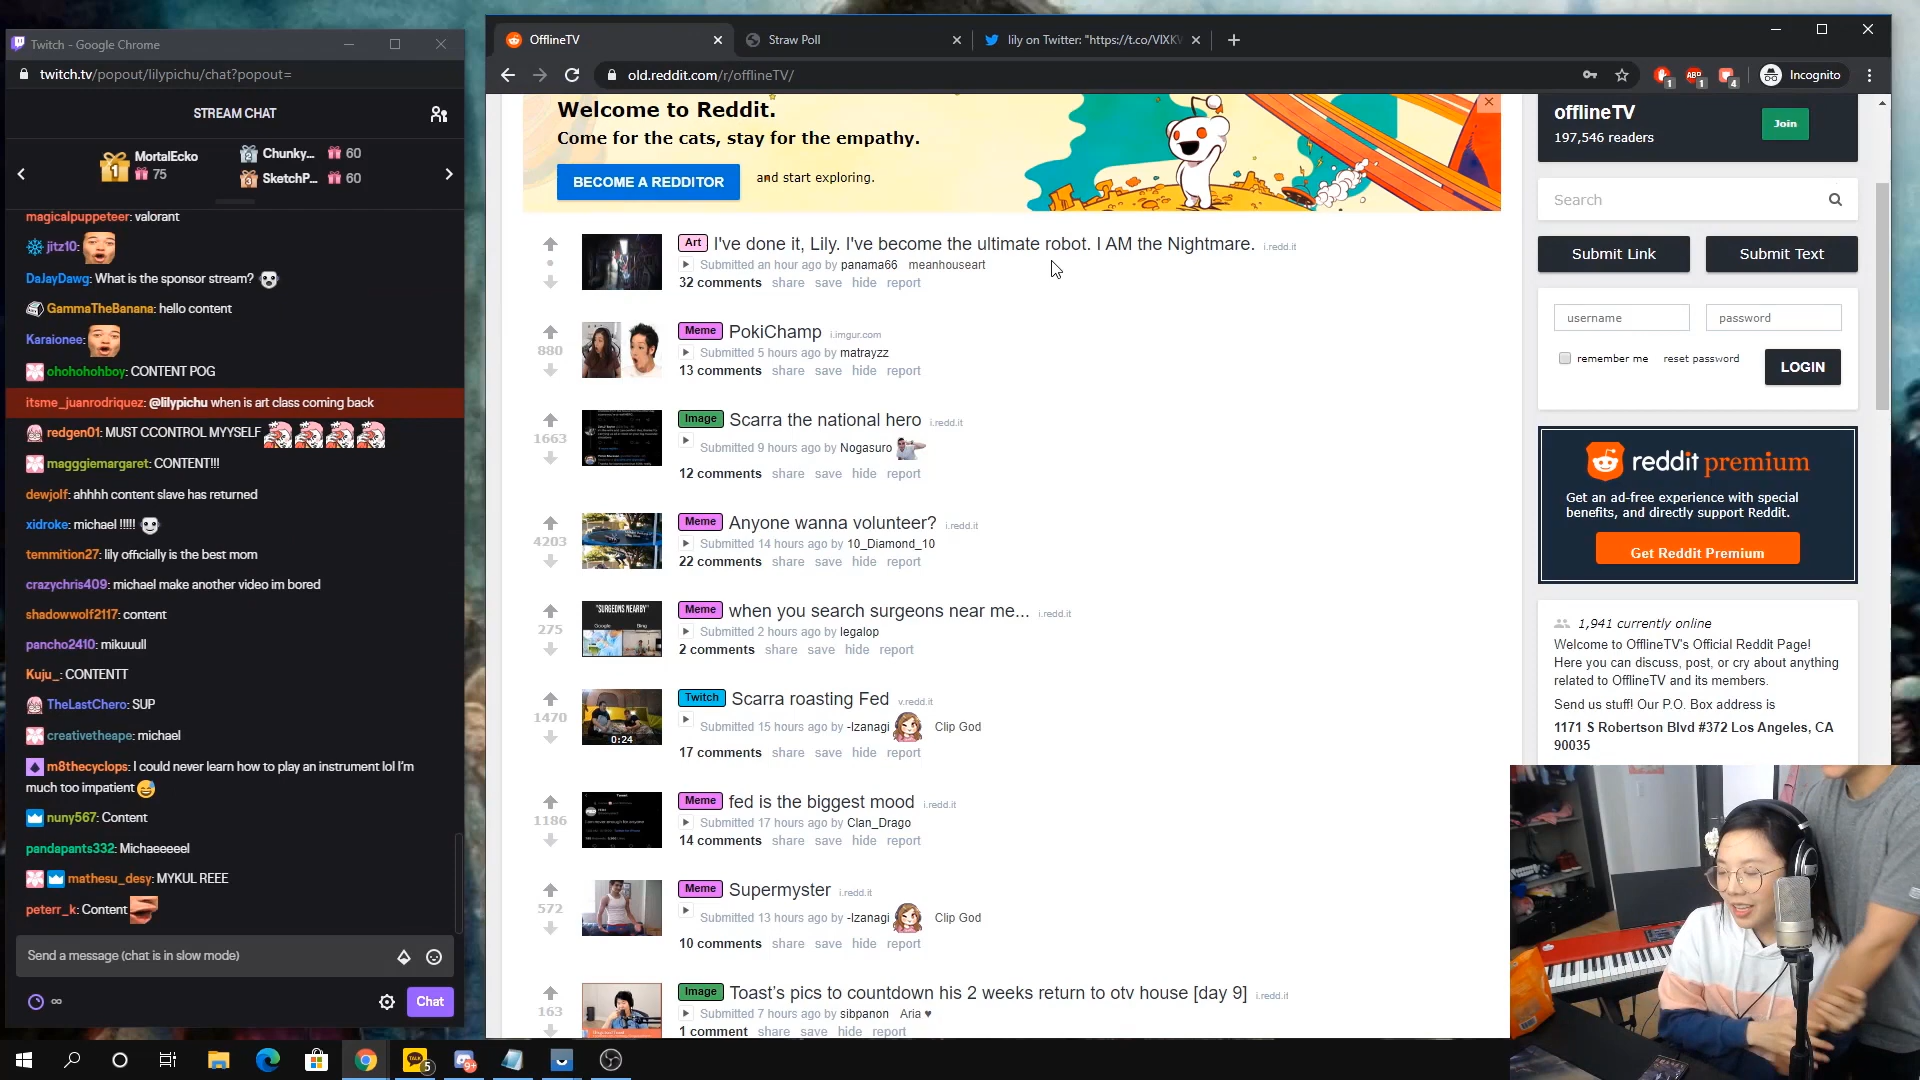 Twitch - Google Chrome
twitch.tv/popout/lilypichu/chat?popout=
STREAM CHAT
1 MortalEcko 75
2 Chunky... 60
3 SketchP... 60
magicalpuppeteer: valorant
jitz10:
DaJayDawg: What is the sponsor stream?
GammaTheBanana: hello content
Karaionee:
ohohohohboy: CONTENT POG
itsme_juanrodriquez: @lilypichu when is art class coming back
redgen01: MUST CCONTROL MYYSELF
magggiemargaret: CONTENT!!!
dewjolf: ahhhh content slave has returned
xidroke: michael !!!!!
temmition27: lily officially is the best mom
crazychris409: michael make another video im bored
shadowwolf2117: content
pancho2410: mikuuull
Kuju_: CONTENTT
TheLastChero: SUP
creativetheape: michael
m8thecyclops: I could never learn how to play an instrument lol I'm
much too impatient
nuny567: Content
pandapants332: Michaeeeeel
mathesu_desy: MYKUL REEE
peterr_k: Content
Send a message (chat is in slow mode)
∞
Chat
OfflineTV
Straw Poll
lily on Twitter: "https://t.co/VIXKV
old.reddit.com/r/offlineTV/
1
ABP 1
4
Incognito
Welcome to Reddit.
Come for the cats, stay for the empathy.
BECOME A REDDITOR and start exploring.
Art I've done it, Lily. I've become the ultimate robot. I AM the Nightmare. i.redd.it
Submitted an hour ago by panama66 meanhouseart
32 comments share save hide report
Meme PokiChamp i.imgur.com
880 Submitted 5 hours ago by matrayzz
13 comments share save hide report
Image Scarra the national hero i.redd.it
1663 Submitted 9 hours ago by Nogasuro
12 comments share save hide report
Meme Anyone wanna volunteer? i.redd.it
4203 Submitted 14 hours ago by 10_Diamond_10
22 comments share save hide report
"SURGEONS NEARBY"
Google Bing
Meme when you search surgeons near me... i.redd.it
275 Submitted 2 hours ago by legalop
2 comments share save hide report
Twitch Scarra roasting Fed v.redd.it
1470 Submitted 15 hours ago by -Izanagi Clip God
0:24
17 comments share save hide report
Meme fed is the biggest mood i.redd.it
1186 Submitted 17 hours ago by Clan_Drago
14 comments share save hide report
Meme Supermyster i.redd.it
572 Submitted 13 hours ago by -Izanagi Clip God
10 comments share save hide report
Image Toast's pics to countdown his 2 weeks return to otv house [day 9] i.redd.it
163 Submitted 7 hours ago by sibpanon Aria ♥
1 comment share save hide report
offlineTV
197,546 readers
Join
Search
Submit Link
Submit Text
username
password
remember me reset password
LOGIN
reddit premium
Get an ad-free experience with special
benefits, and directly support Reddit.
Get Reddit Premium
1,941 currently online
Welcome to OfflineTV's Official Reddit Page!
Here you can discuss, post, or cry about anything
related to OfflineTV and its members.
Send us stuff! Our P.O. Box address is
1171 S Robertson Blvd #372 Los Angeles, CA
90035
TALK 5
9+